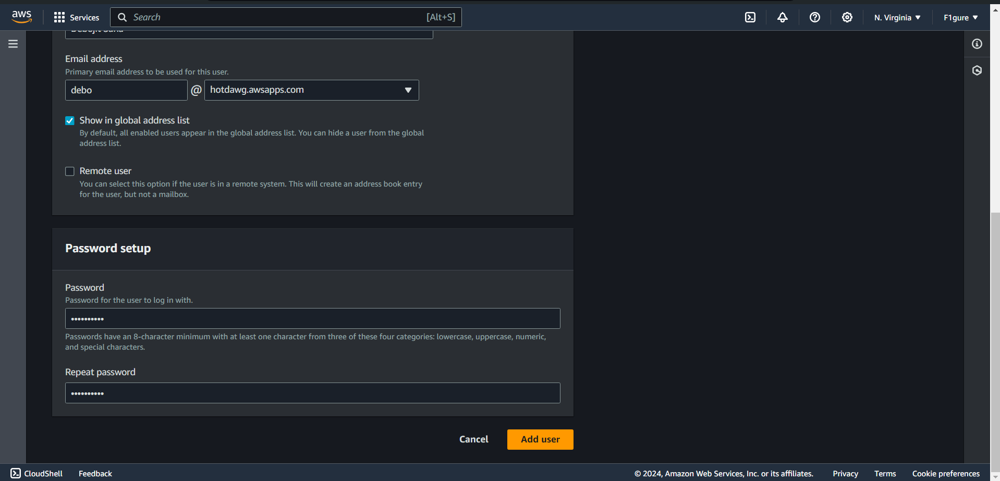 aws
Services
Search [Alt+S]
N. Virginia
F1gure
Email address
Primary email address to be used for this user.
debo @ hotdawg.awsapps.com
Show in global address list
By default, all enabled users appear in the global address list. You can hide a user from the global
address list.
Remote user
You can select this option if the user is in a remote system. This will create an address book entry
for the user, but not a mailbox.
Password setup
Password
Password for the user to log in with.
••••••••••
Passwords have an 8-character minimum with at least one character from three of these four categories: lowercase, uppercase, numeric,
and special characters.
Repeat password
••••••••••
Cancel
Add user
CloudShell
Feedback
© 2024, Amazon Web Services, Inc. or its affiliates.
Privacy
Terms
Cookie preferences